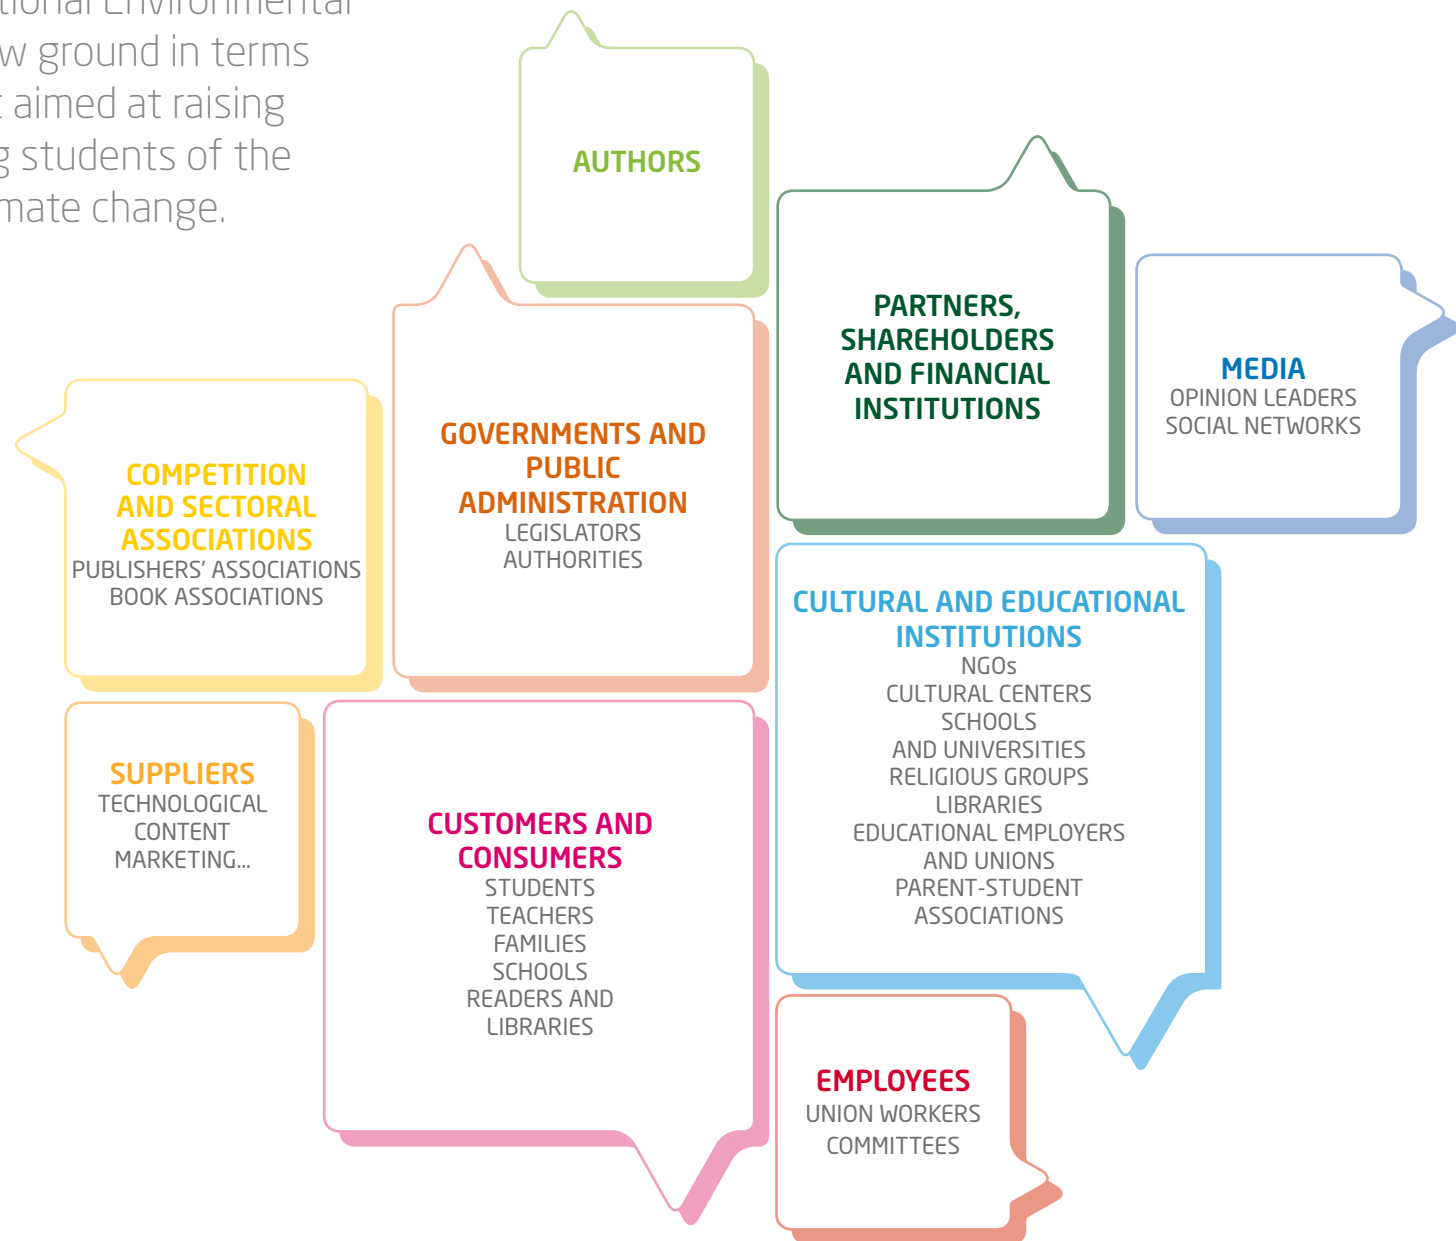 Environmental
ground in terms
aimed at raising
students of the
change.
AUTHORS
PARTNERS,
SHAREHOLDERS
AND FINANCIAL
INSTITUTIONS
MEDIA
OPINION LEADERS
SOCIAL NETWORKS
GOVERNMENTS AND
PUBLIC
ADMINISTRATION
LEGISLATORS
AUTHORITIES
COMPETITION
AND SECTORAL
ASSOCIATIONS
PUBLISHERS' ASSOCIATIONS
BOOK ASSOCIATIONS
CULTURAL AND EDUCATIONAL
INSTITUTIONS
NGOs
CULTURAL CENTERS
SCHOOLS
AND UNIVERSITIES
RELIGIOUS GROUPS
LIBRARIES
EDUCATIONAL EMPLOYERS
AND UNIONS
PARENT-STUDENT
ASSOCIATIONS
SUPPLIERS
TECHNOLOGICAL
CONTENT
MARKETING...
CUSTOMERS AND
CONSUMERS
STUDENTS
TEACHERS
FAMILIES
SCHOOLS
READERS AND
LIBRARIES
EMPLOYEES
UNION WORKERS
COMMITTEES